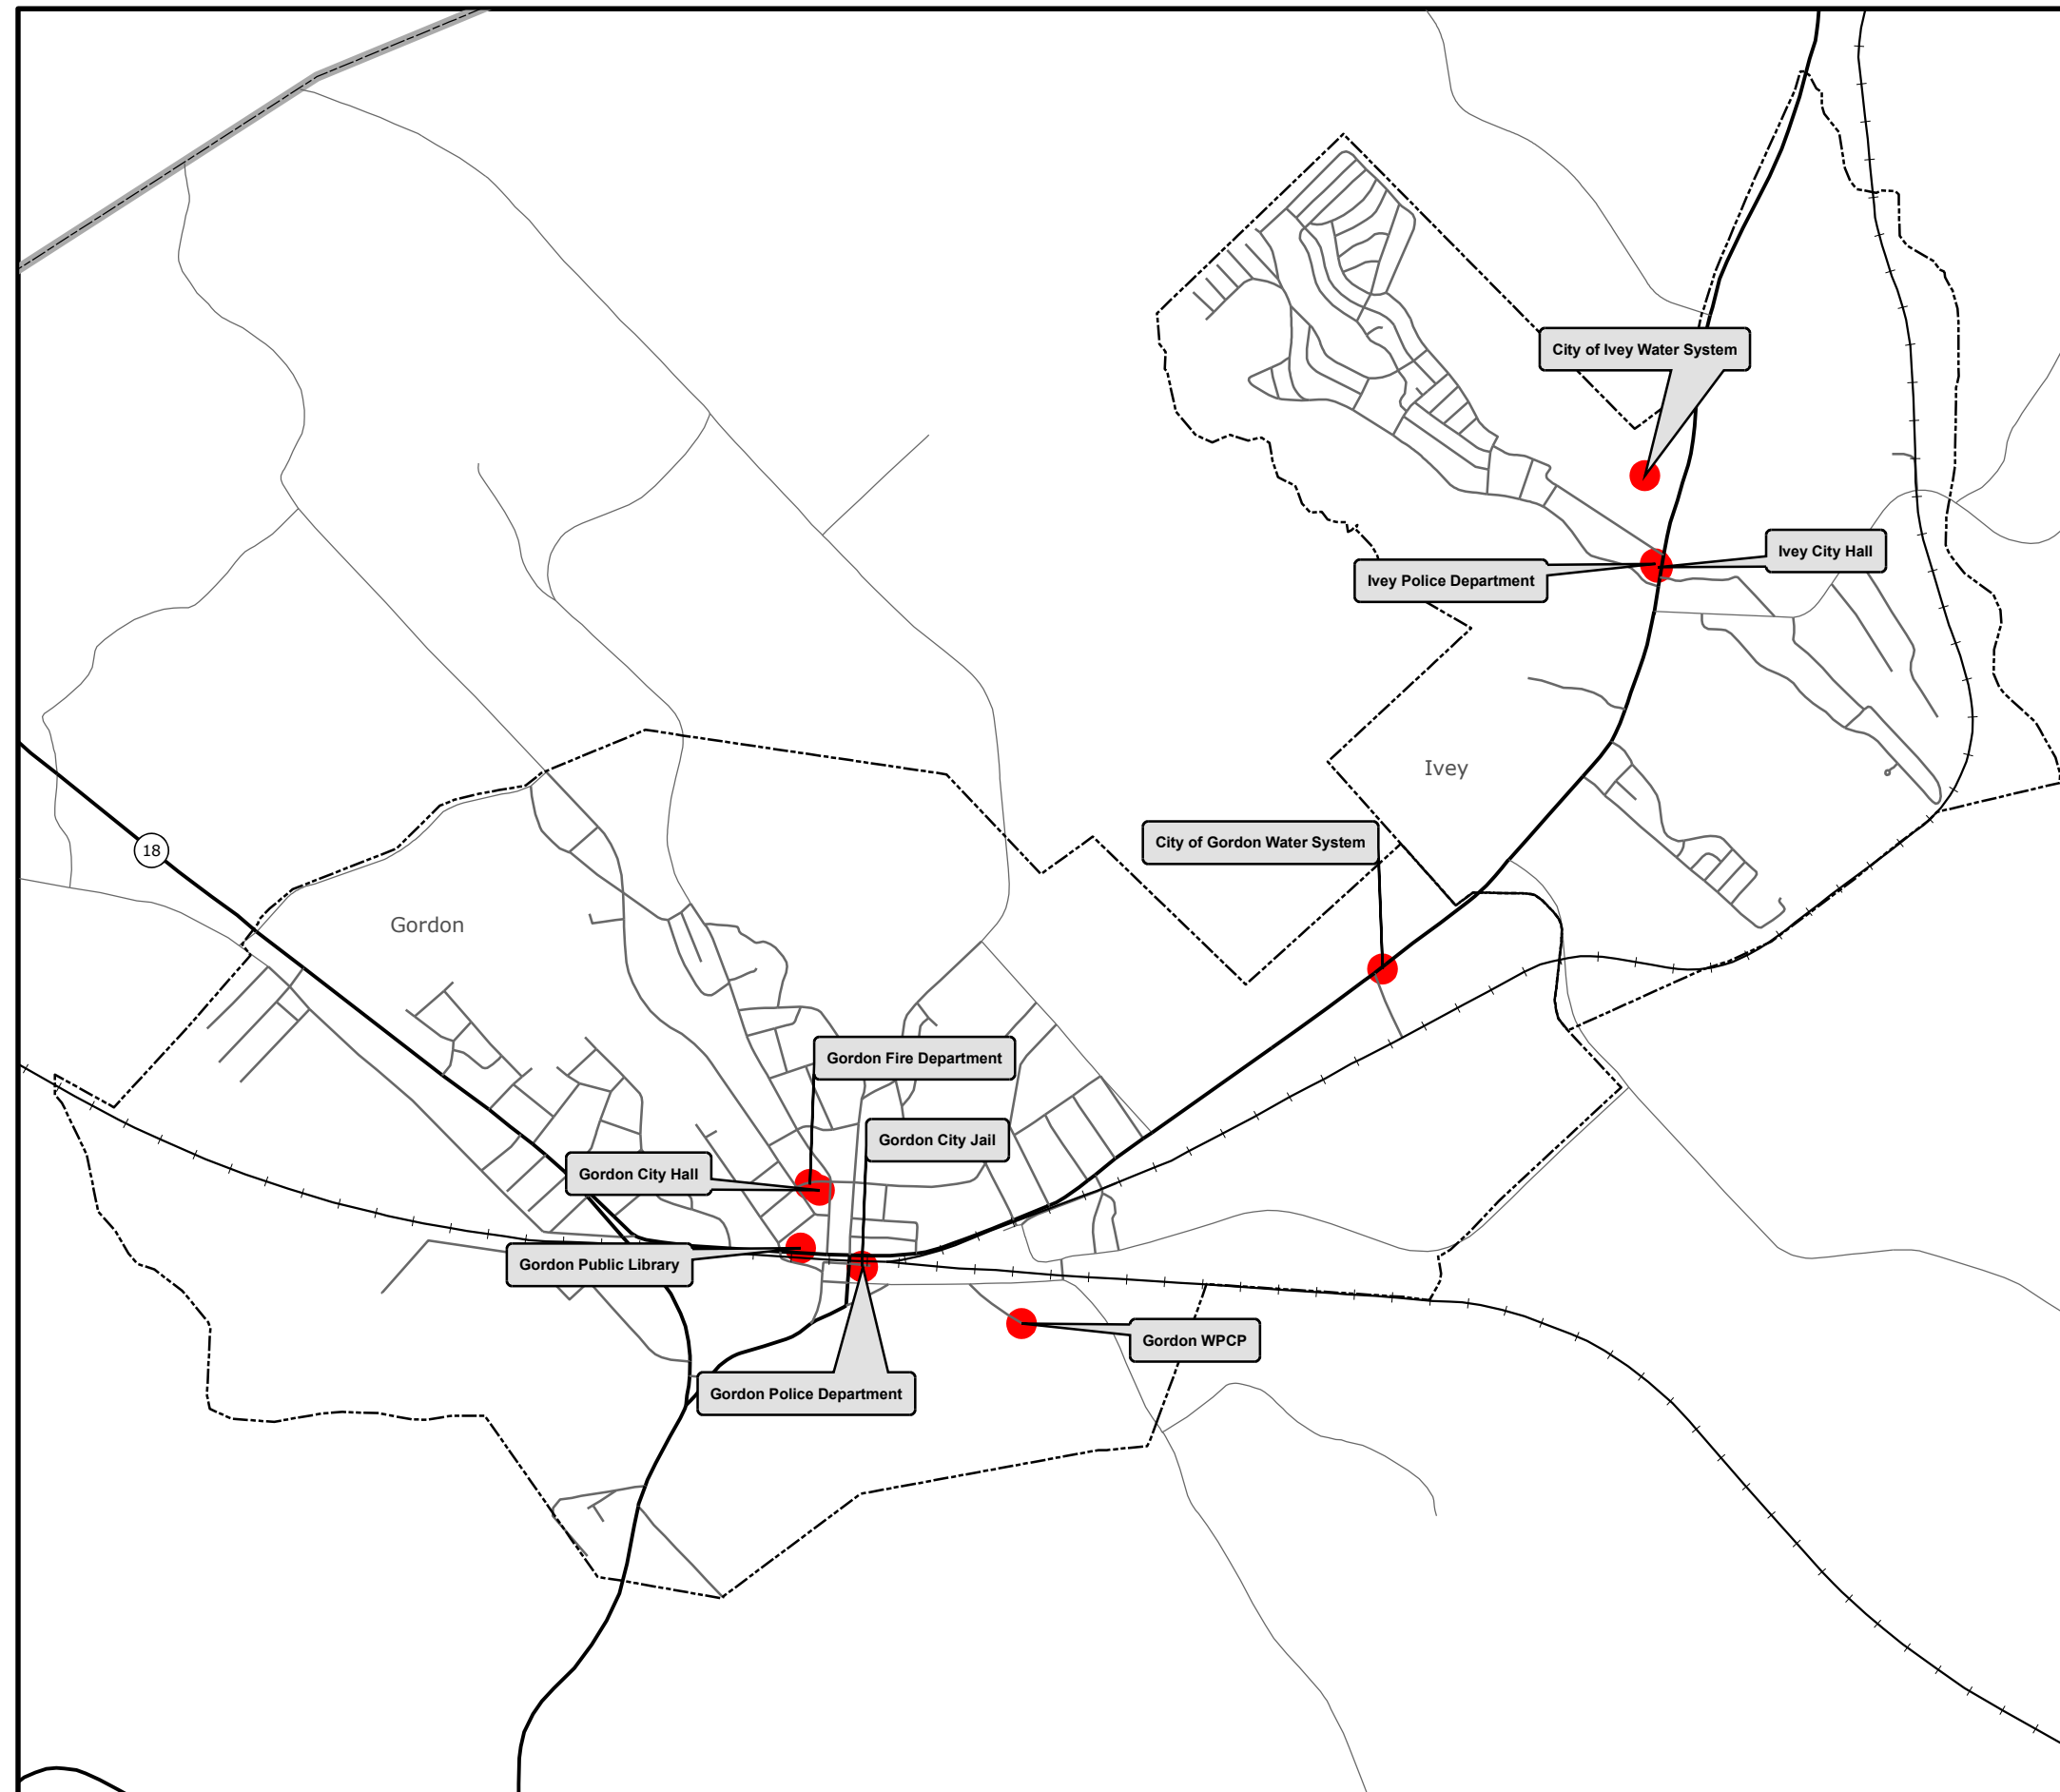 City of Ivey Water System
Ivey City Hall
Ivey Police Department
Ivey
City of Gordon Water System
18
Gordon
Gordon Fire Department
Gordon City Jail
Gordon City Hall
Gordon Public Library
Gordon WPCP
Gordon Police Department